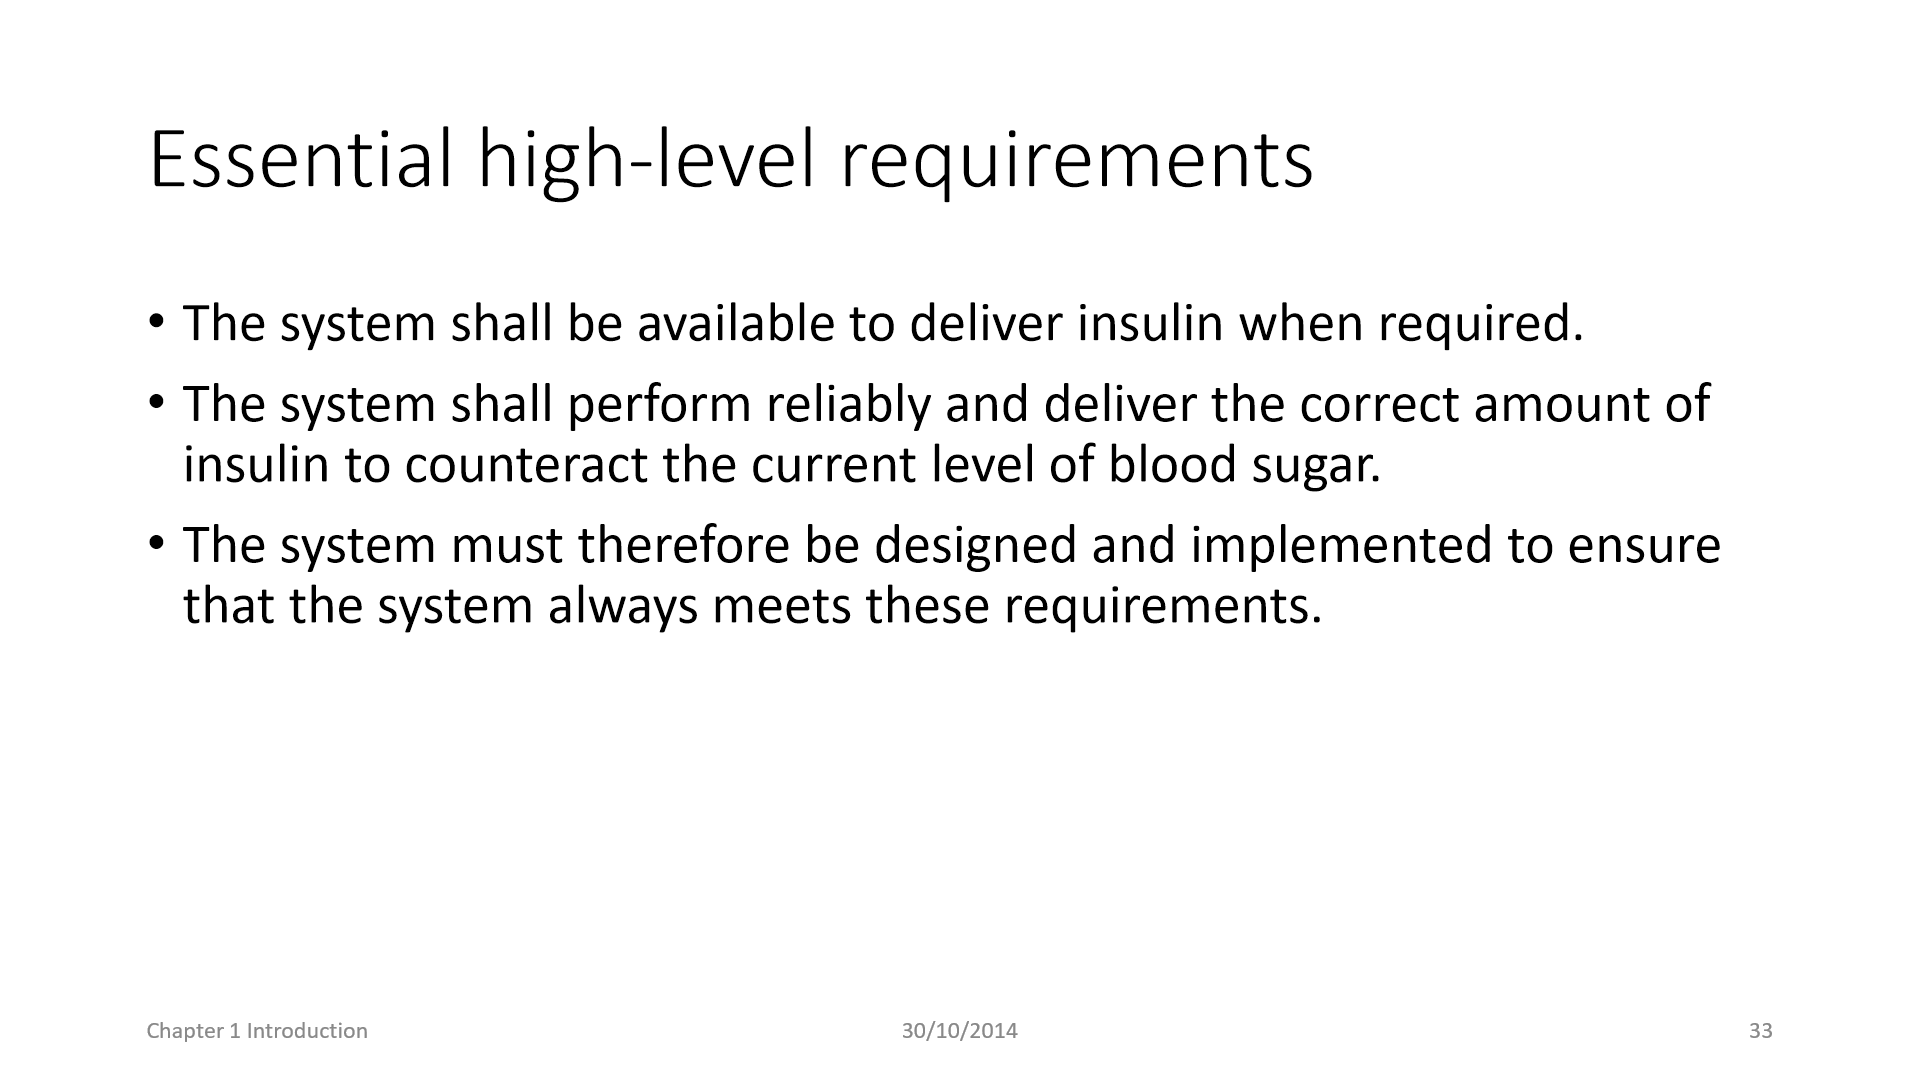 Essential high-level requirements
• The system shall be available to deliver insulin when required.
• The system shall perform reliably and deliver the correct amount of
insulin to counteract the current level of blood sugar.
• The system must therefore be designed and implemented to ensure
that the system always meets these requirements.
Chapter 1 Introduction
30/10/2014
33